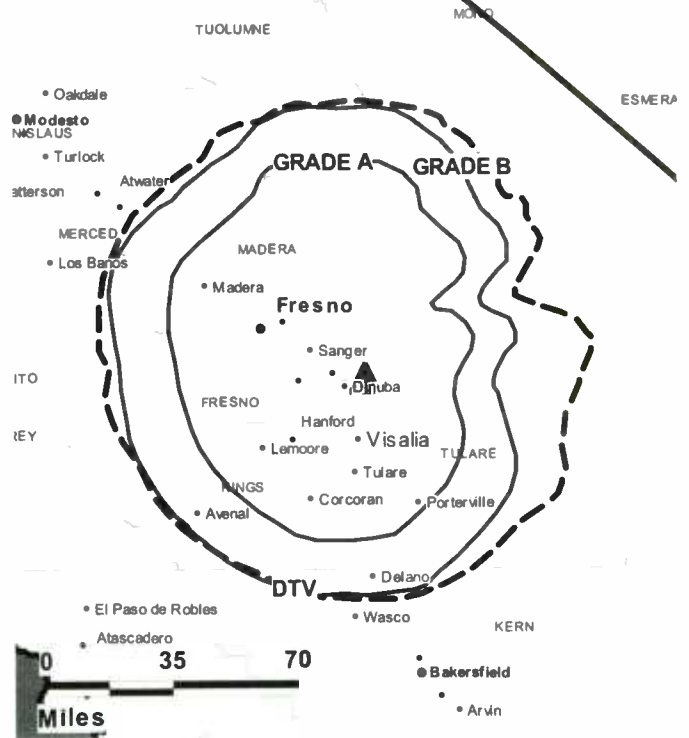 MONO
TUOLUMNE
Oakdale
ESMERA
Modesto
NISLAUS
Turlock
GRADE A
GRADE B
Atwater
atterson
MERCED
MADERA
Los Banos
Madera
Fresno
Sanger
ITO
Dinuba
FRESNO
Hanford
REY
Visalia
Lemoore
TULARE
Tulare
KINGS
Corcoran
Porterville
Avenal
Delano
DTV
El Paso de Robles
Wasco
KERN
Atascadero
0 35 70
Bakersfield
Miles
Arvin